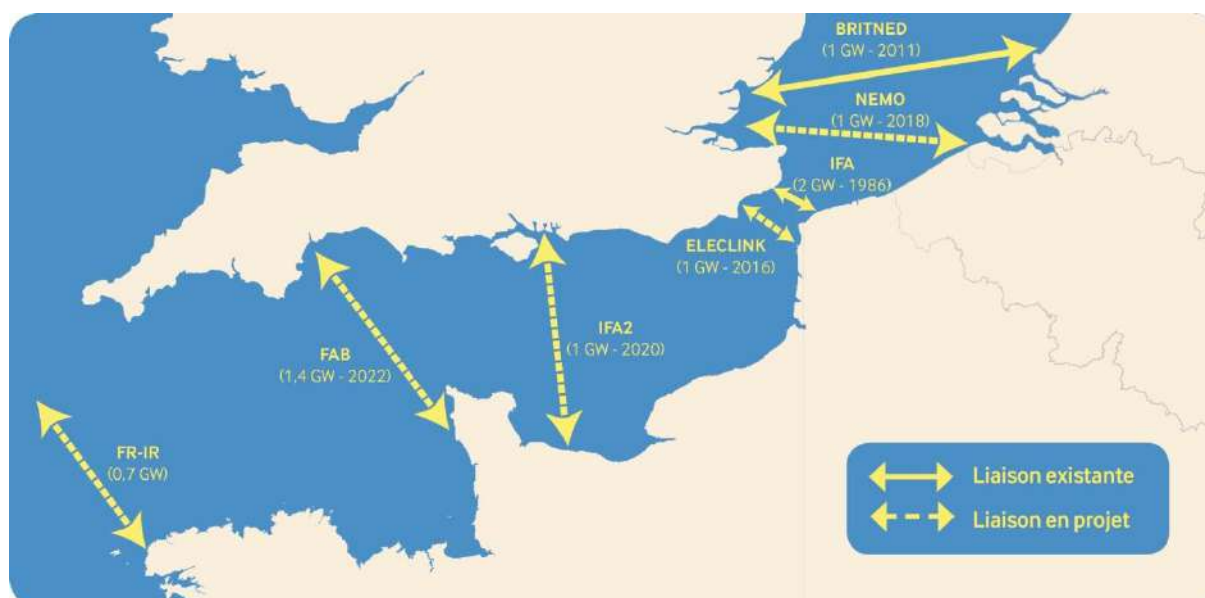 BRITNED
(1 GW - 2011)
NEMO
(1 GW - 2018)
IFA
(2 GW - 1986)
ELECLINK
(1 GW - 2016)
IFA2
(1 GW - 2020)
FAB
(1,4 GW - 2022)
FR-IR
(0,7 GW)
Liaison existante
Liaison en projet